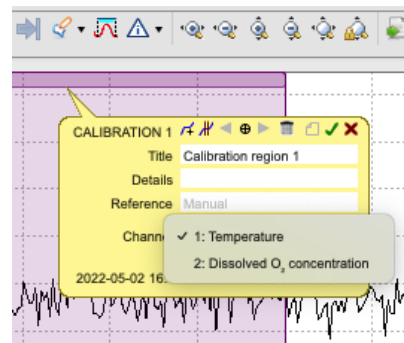 CALIBRATION 1
Title Calibration region 1
Details
Reference Manual
Channe
✓ 1: Temperature
2: Dissolved O₂ concentration
2022-05-02 16